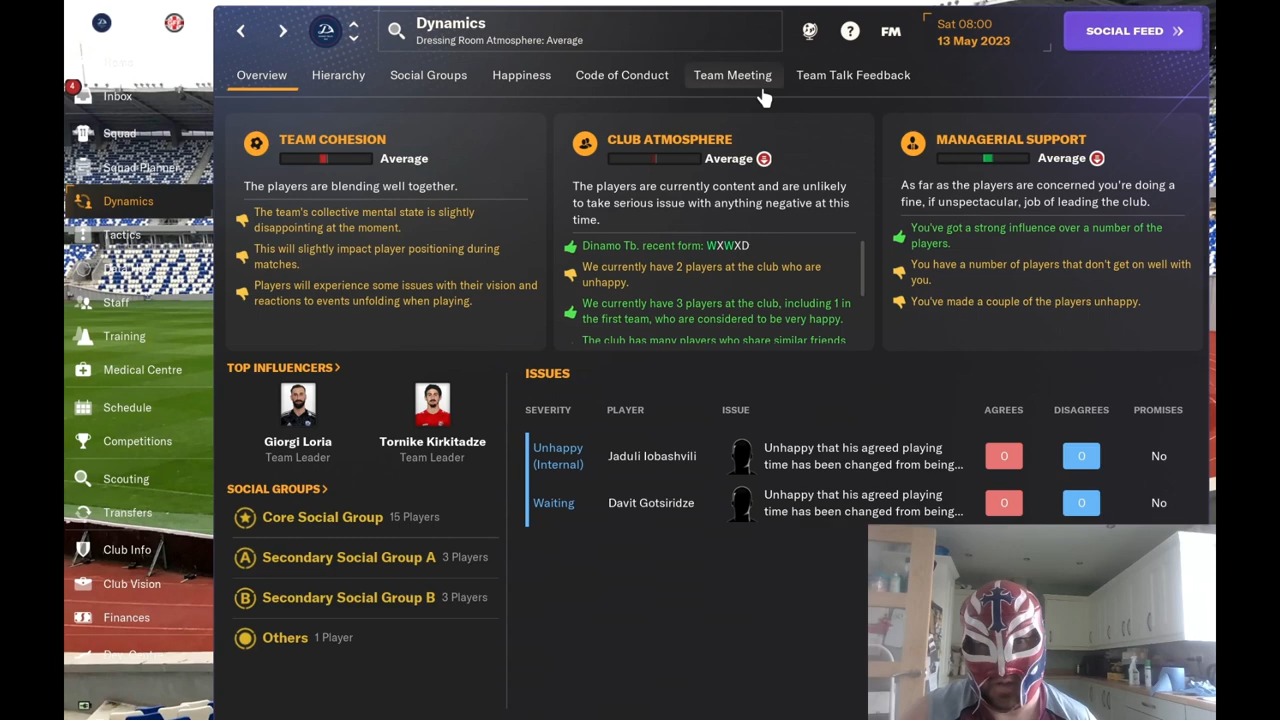 Dynamics
Dressing Room Atmosphere: Average
Sat 08:00
13 May 2023
FM
SOCIAL FEED
Overview
Hierarchy
Social Groups
Happiness
Code of Conduct
Team Meeting
Team Talk Feedback
4
Inbox
Squad
Squad Planner
Dynamics
Tactics
Staff
Training
Medical Centre
Schedule
Competitions
Scouting
Transfers
Club Info
Club Vision
Finances
TEAM COHESION
Average
The players are blending well together.
The team's collective mental state is slightly
disappointing at the moment.
This will slightly impact player positioning during
matches.
Players will experience some issues with their vision and
reactions to events unfolding when playing.
CLUB ATMOSPHERE
Average
The players are currently content and are unlikely
to take serious issue with anything negative at this
time.
Dinamo Tb. recent form: WXWXD
We currently have 2 players at the club who are
unhappy.
We currently have 3 players at the club, including 1 in
the first team, who are considered to be very happy.
The club has many players who share similar friends
MANAGERIAL SUPPORT
Average
As far as the players are concerned you're doing a
fine, if unspectacular, job of leading the club.
You've got a strong influence over a number of the
players.
You have a number of players that don't get on well with
you.
You've made a couple of the players unhappy.
TOP INFLUENCERS
Giorgi Loria
Team Leader
Tornike Kirkitadze
Team Leader
SOCIAL GROUPS
Core Social Group 15 Players
A Secondary Social Group A 3 Players
B Secondary Social Group B 3 Players
Others 1 Player
ISSUES
SEVERITY PLAYER ISSUE AGREES DISAGREES PROMISES
Unhappy
(Internal)
Jaduli Iobashvili
Unhappy that his agreed playing
time has been changed from being...
0 0 No
Waiting
Davit Gotsiridze
Unhappy that his agreed playing
time has been changed from being...
0 0 No